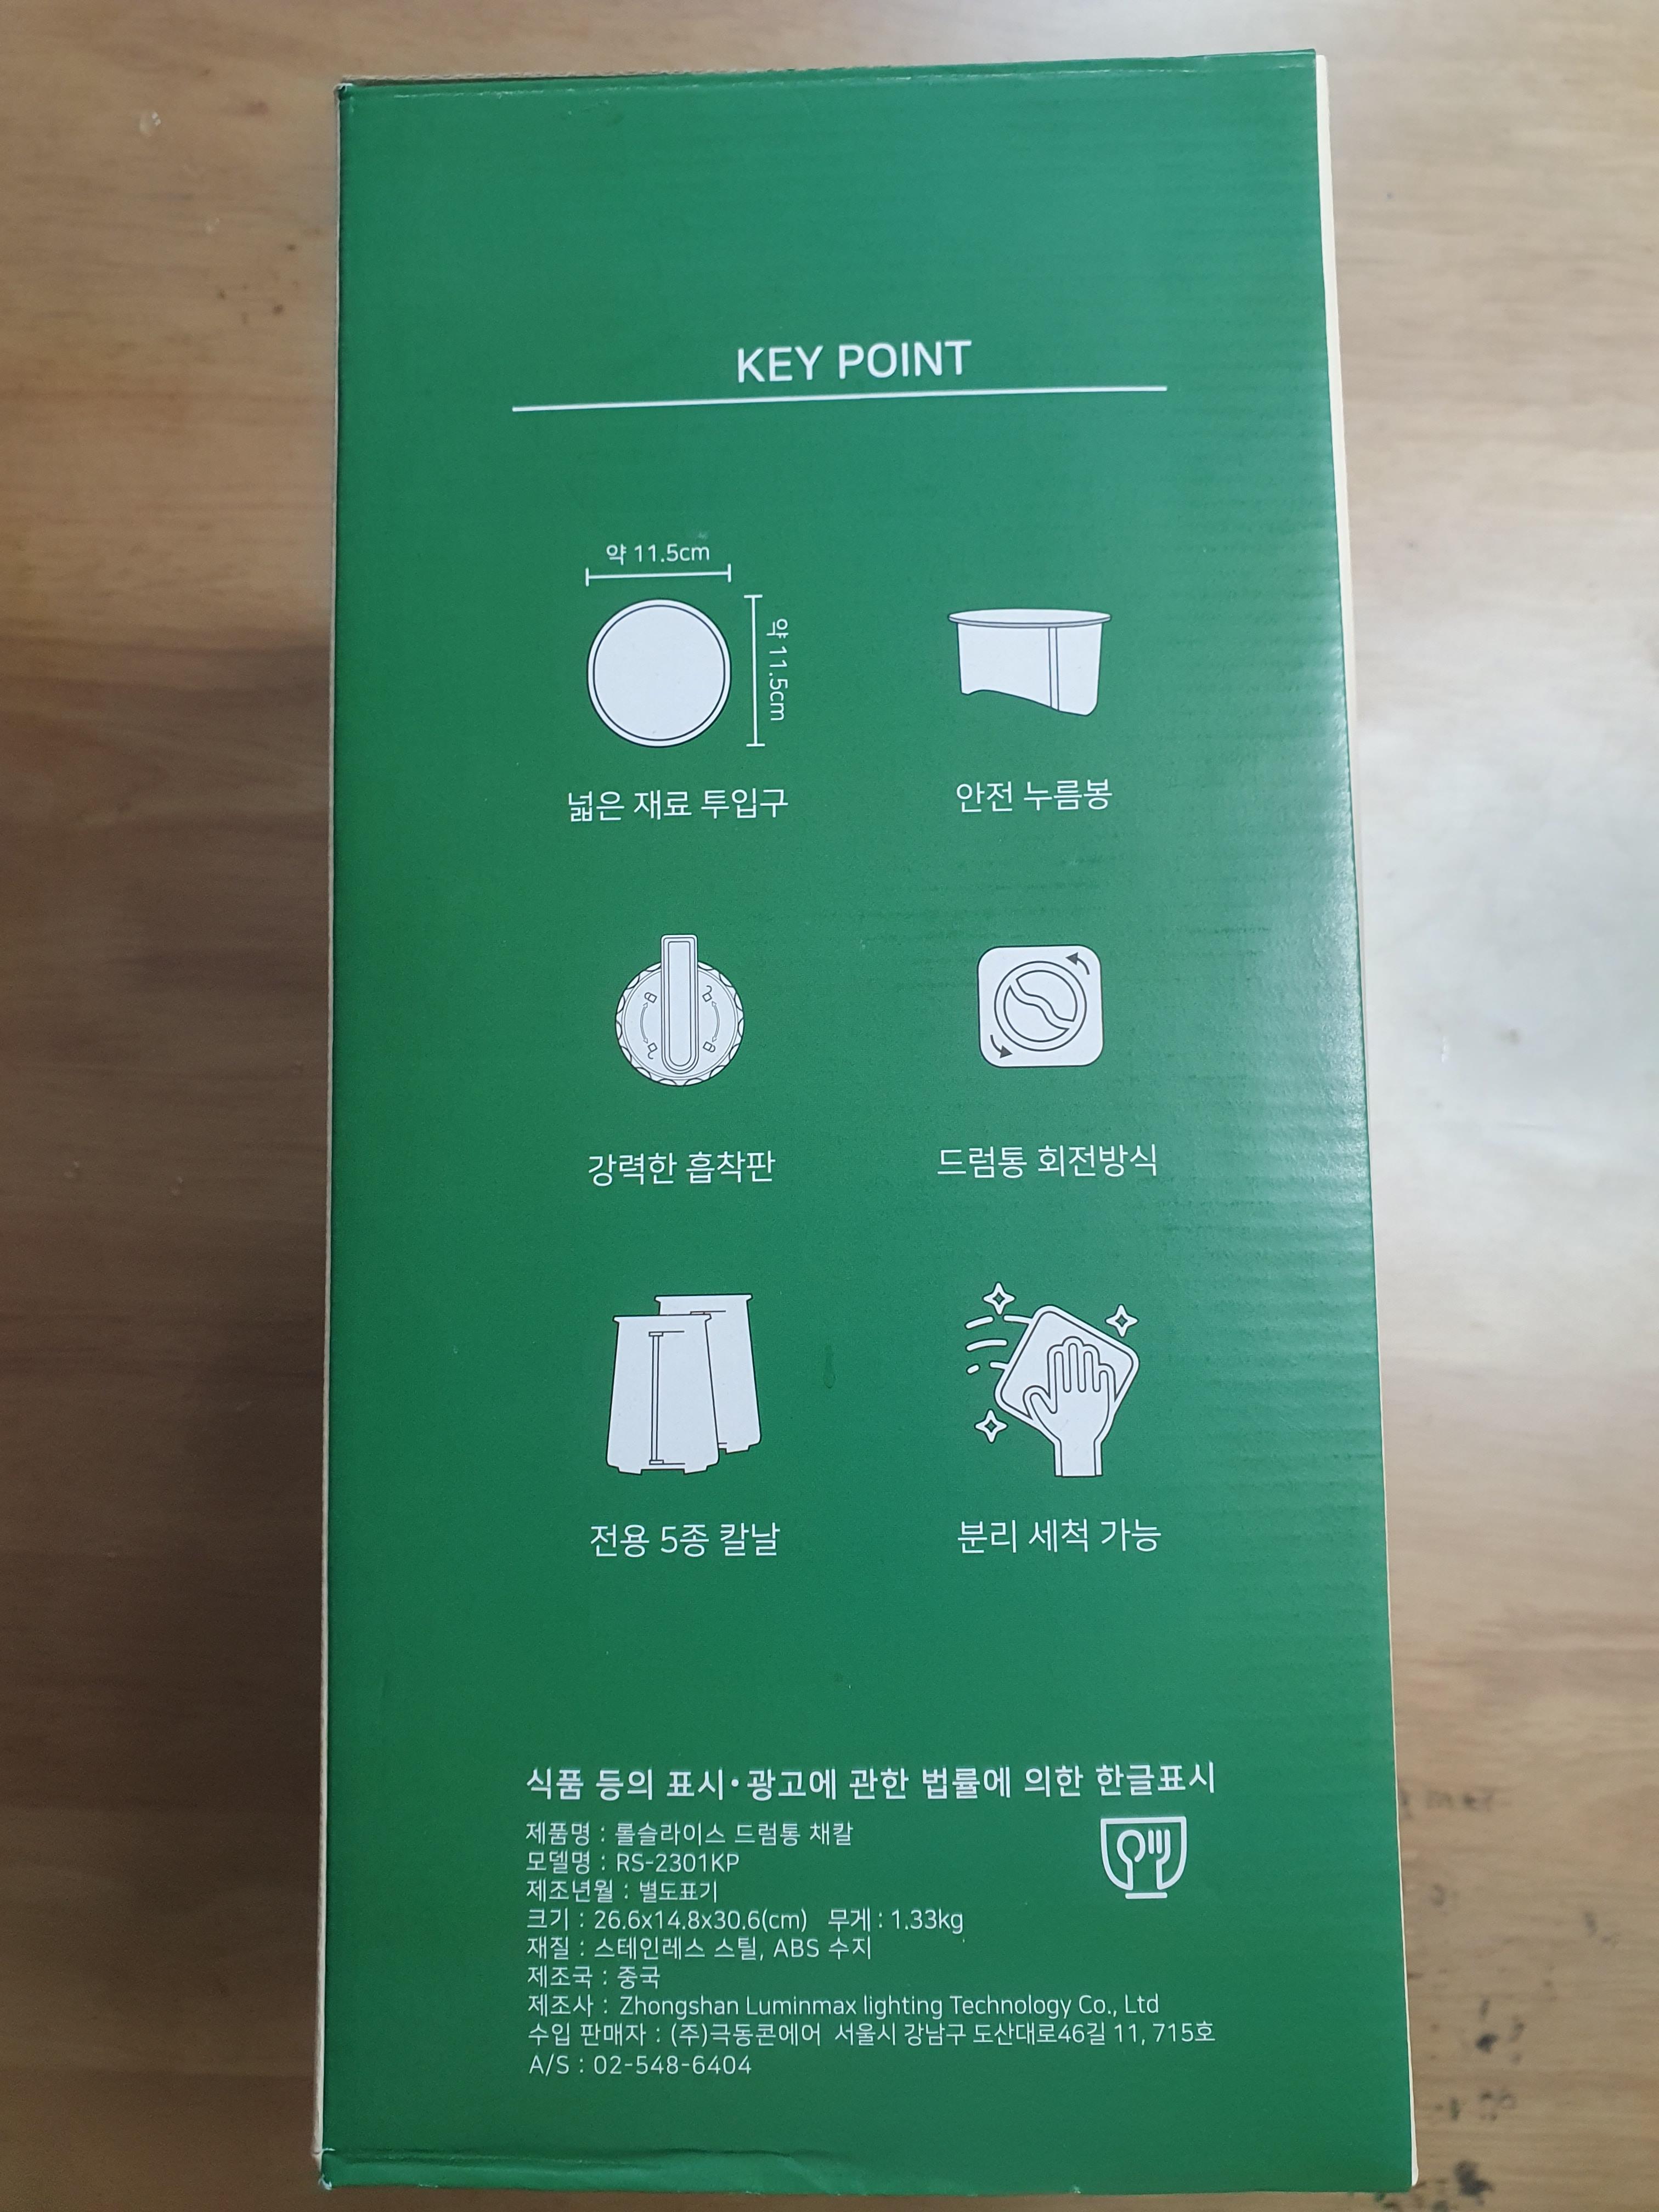 KEY POINT
약 11.5cm
약 11.5cm
넓은 재료 투입구
안전 누름봉
강력한 흡착판
드럼통 회전방식
전용 5종 칼날
분리 세척 가능
식품 등의 표시•광고에 관한 법률에 의한 한글표시
제품명 : 롤슬라이스 드럼통 채칼
모델명 : RS-2301KP
제조년월 : 별도표기
크기 : 26.6x14.8x30.6(cm) 무게 : 1.33kg
재질 : 스테인레스 스틸, ABS 수지
제조국 : 중국
제조사 : Zhongshan Luminmax lighting Technology Co., Ltd
수입 판매자 : (주)극동콘에어 서울시 강남구 도산대로46길 11, 715호
A/S : 02-548-6404